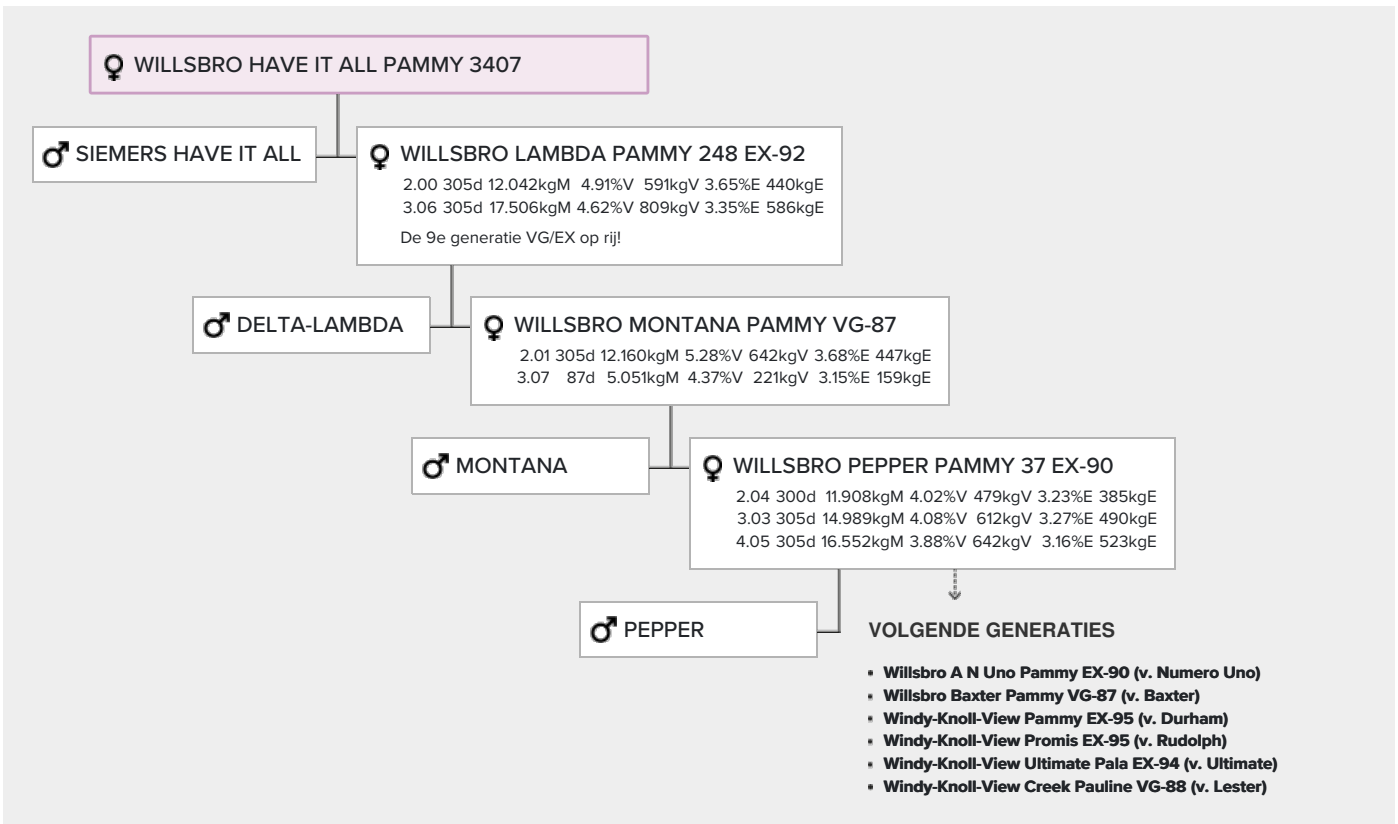 WILLSBRO HAVE IT ALL PAMMY 3407
SIEMERS HAVE IT ALL
WILLSBRO LAMBDA PAMMY 248 EX-92
2.00 305d 12.042kgM 4.91%V 591kgV 3.65%E 440kgE
3.06 305d 17.506kgM 4.62%V 809kgV 3.35%E 586kgE
De 9e generatie VG/EX op rij!
DELTA-LAMBDA
WILLSBRO MONTANA PAMMY VG-87
2.01 305d 12.160kgM 5.28%V 642kgV 3.68%E 447kgE
3.07 87d 5.051kgM 4.37%V 221kgV 3.15%E 159kgE
MONTANA
WILLSBRO PEPPER PAMMY 37 EX-90
2.04 300d 11.908kgM 4.02%V 479kgV 3.23%E 385kgE
3.03 305d 14.989kgM 4.08%V 612kgV 3.27%E 490kgE
4.05 305d 16.552kgM 3.88%V 642kgV 3.16%E 523kgE
PEPPER
VOLGENDE GENERATIES
• Willsbro A N Uno Pammy EX-90 (v. Numero Uno)
• Willsbro Baxter Pammy VG-87 (v. Baxter)
• Windy-Knoll-View Pammy EX-95 (v. Durham)
• Windy-Knoll-View Promis EX-95 (v. Rudolph)
• Windy-Knoll-View Ultimate Pala EX-94 (v. Ultimate)
• Windy-Knoll-View Creek Pauline VG-88 (v. Lester)